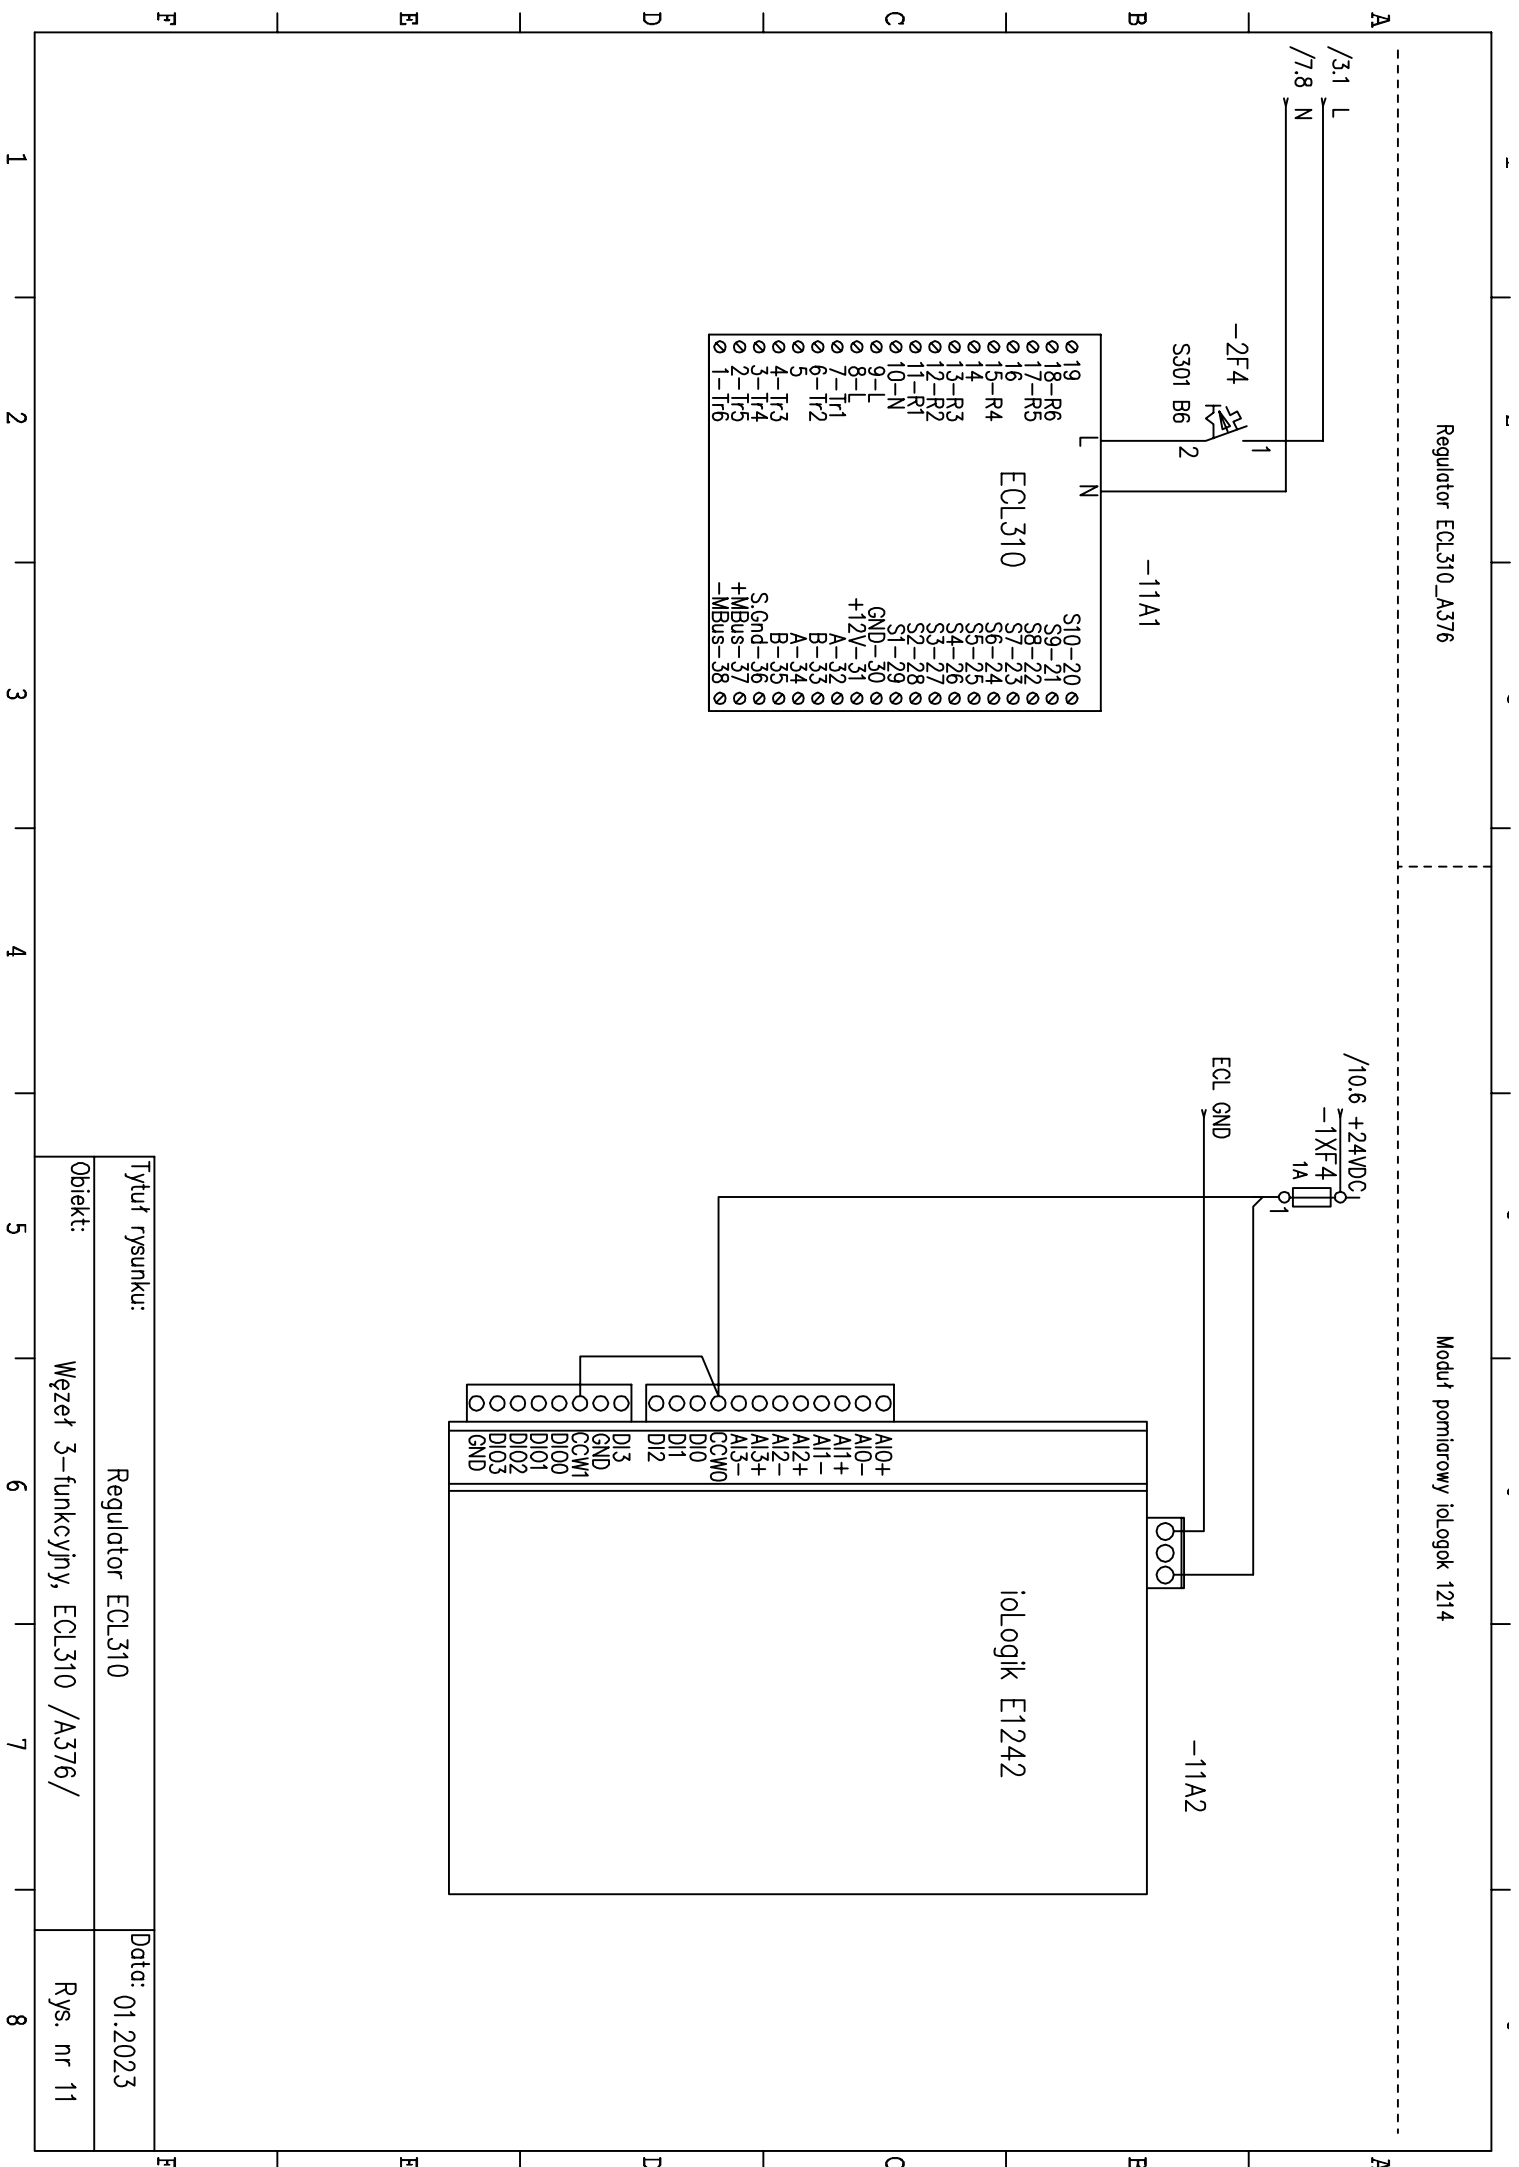 A
B
C
D
E
F
Regulator ECL310_A376
Moduł pomiarowy ioLogok 1214
/3.1 L
/7.8 N
-2F4
S301 B6
1
2
L
N
-11A1
ECL310
19
18-R6
17-R5
16
15-R4
14
13-R3
12-R2
11-R1
10-N
9-L
8-L
7-Tr1
6-Tr2
5
4-Tr3
3-Tr4
2-Tr5
1-Tr6
S10-20
S9-21
S8-22
S7-23
S6-24
S5-25
S4-26
S3-27
S2-28
S1-29
GND-30
+12V-31
A-32
B-33
A-34
B-35
S.Gnd-36
+MBus-37
-MBus-38
/10.6 +24VDC
-1XF4
1A
1
ECL GND
-11A2
ioLogik E1242
AI0+
AI0-
AI1+
AI1-
AI2+
AI2-
AI3+
AI3-
CCW0
DI0
DI1
DI2
DI3
GND
CCW1
DIO0
DIO1
DIO2
DIO3
GND
Tytuł rysunku:
Regulator ECL310
Data: 01.2023
Obiekt:
Węzeł 3-funkcyjny, ECL310 /A376/
Rys. nr 11
1 2 3 4 5 6 7 8